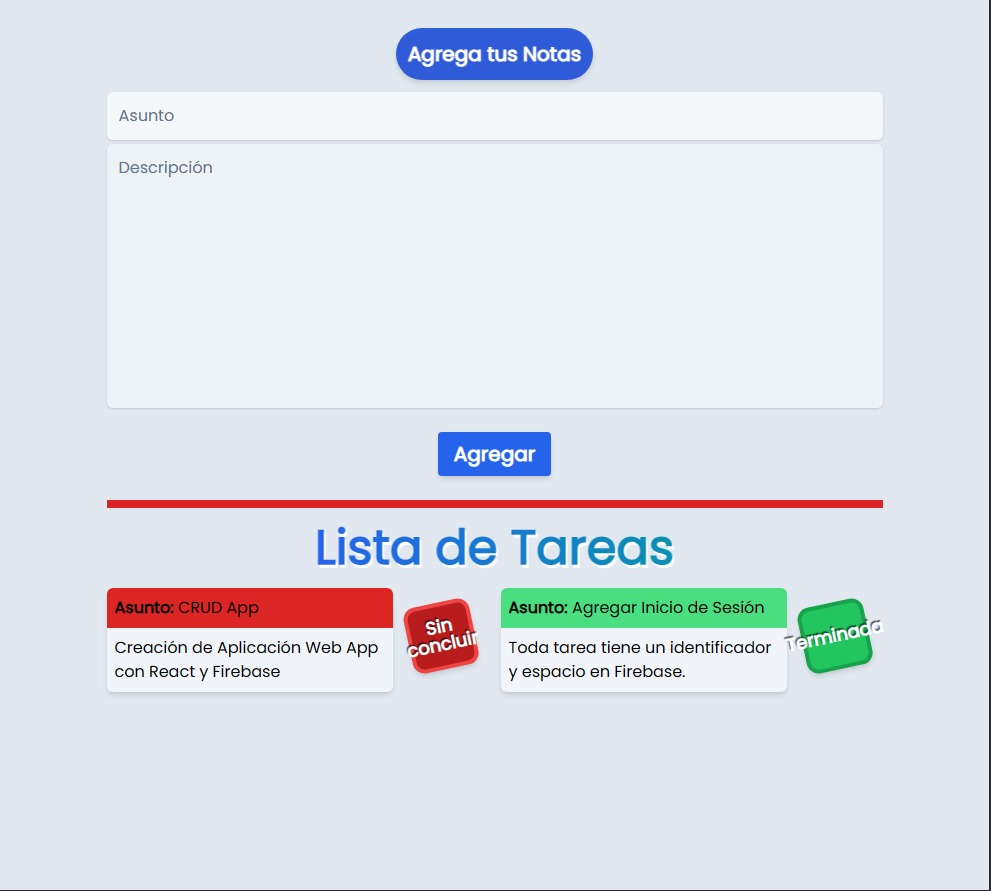 Agrega tus Notas
Asunto
Descripción
Agregar
Lista de Tareas
Asunto: CRUD App
Creación de Aplicación Web App
con React y Firebase
Sin
concluir
Asunto: Agregar Inicio de Sesión
Toda tarea tiene un identificador
y espacio en Firebase.
Terminada